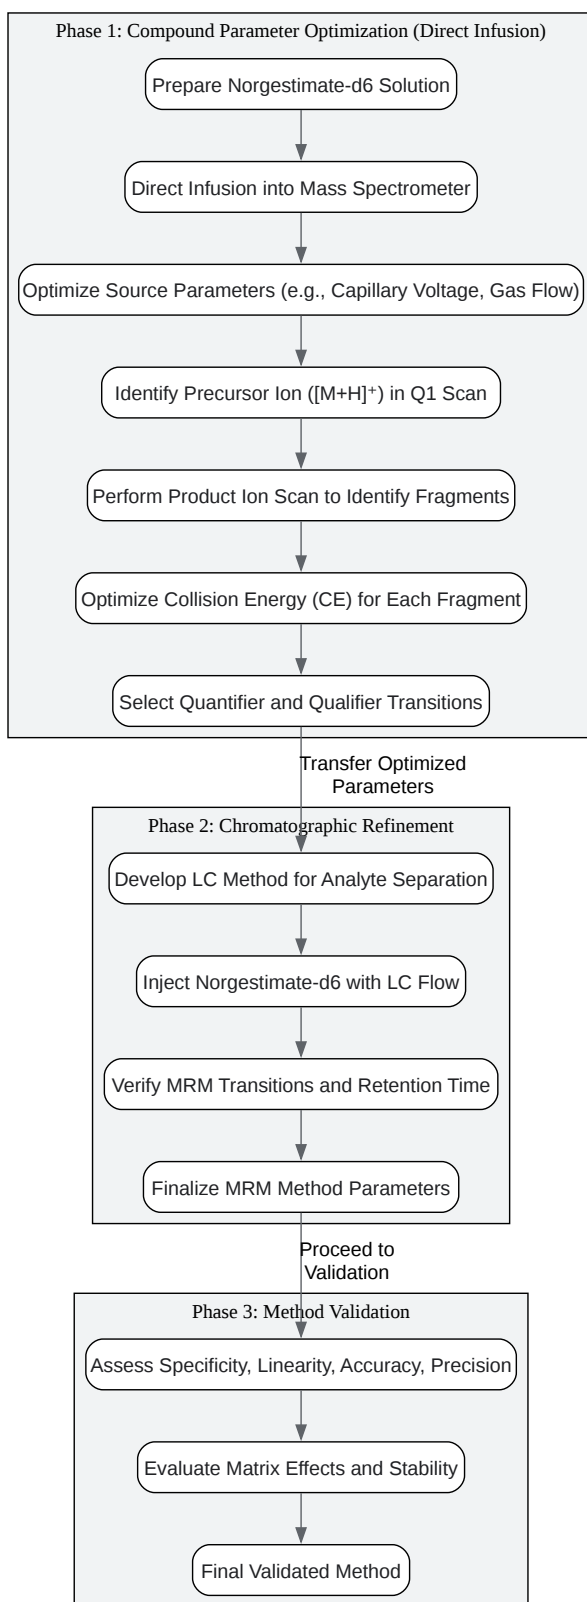 Phase 1: Compound Parameter Optimization (Direct Infusion)
Prepare Norgestimate-d6 Solution
Direct Infusion into Mass Spectrometer
Optimize Source Parameters (e.g., Capillary Voltage, Gas Flow)
Identify Precursor Ion ([M+H]⁺) in Q1 Scan
Perform Product Ion Scan to Identify Fragments
Optimize Collision Energy (CE) for Each Fragment
Select Quantifier and Qualifier Transitions
Transfer Optimized
Parameters
Phase 2: Chromatographic Refinement
Develop LC Method for Analyte Separation
Inject Norgestimate-d6 with LC Flow
Verify MRM Transitions and Retention Time
Finalize MRM Method Parameters
Proceed to
Validation
Phase 3: Method Validation
Assess Specificity, Linearity, Accuracy, Precision
Evaluate Matrix Effects and Stability
Final Validated Method